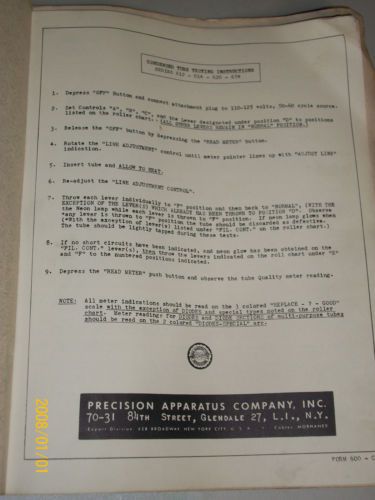 CONDENSED TUBE TESTING INSTRUCTIONS
SERIES 612 - 614 - 620 - 654
1. Depress "OFF" Button and connect attachment plug to 110-125 volts, 50-60 cycle source.
2. Set Controls "A", "B", "C", and the Lever designated under position "D" to positions
listed on the roller chart. (ALL OTHER LEVERS REMAIN IN "NORMAL" POSITION.)
3. Release the "OFF" button by depressing the "READ METER" button.
4. Rotate the "LINE ADJUSTMENT" control until meter pointer lines up with "ADJUST LINE"
indication.
5. Insert tube and ALLOW TO HEAT.
6. Re-adjust the "LINE ADJUSTMENT CONTROL".
7. Throw each lever individually to "F" position and then back to "NORMAL", (WITH THE
EXCEPTION OF THE LEVER(S) WHICH ALREADY HAS BEEN THROWN TO POSITION "D". Observe
the Neon lamp while each lever is thrown to "F" position. If neon lamp glows when
*any lever is thrown to "F" position the tube should be discarded as defective.
(*With the exception of lever(s) listed under "FIL. CONT." on the roller chart.)
The tube should be lightly tapped during these tests.
8. If no short circuits have been indicated, and neon glow has been obtained on the
"FIL. CONT." lever(s), then throw the levers indicated on the roll chart under "E"
and "F" to the numbered positions indicated.
9. Depress the "READ METER" push button and observe the tube quality meter reading.
NOTE: All meter indications should be read on the 3 colored "REPLACE - ? - GOOD"
scale with the exception of DIODES and special types noted on the roller
chart. Meter reading: for DIODES and DIODE SECTIONS of multi-purpose tubes
should be read on the 2 colored "DIODES-SPECIAL" arc.
PRECISION APPARATUS COMPANY, INC.
70-31 84TH STREET, GLENDALE 27, L.I., N.Y.
Export Division 458 BROADWAY NEW YORK CITY U. S. A. Cables MORHANEX
FORM 600 - C
2008/01/01